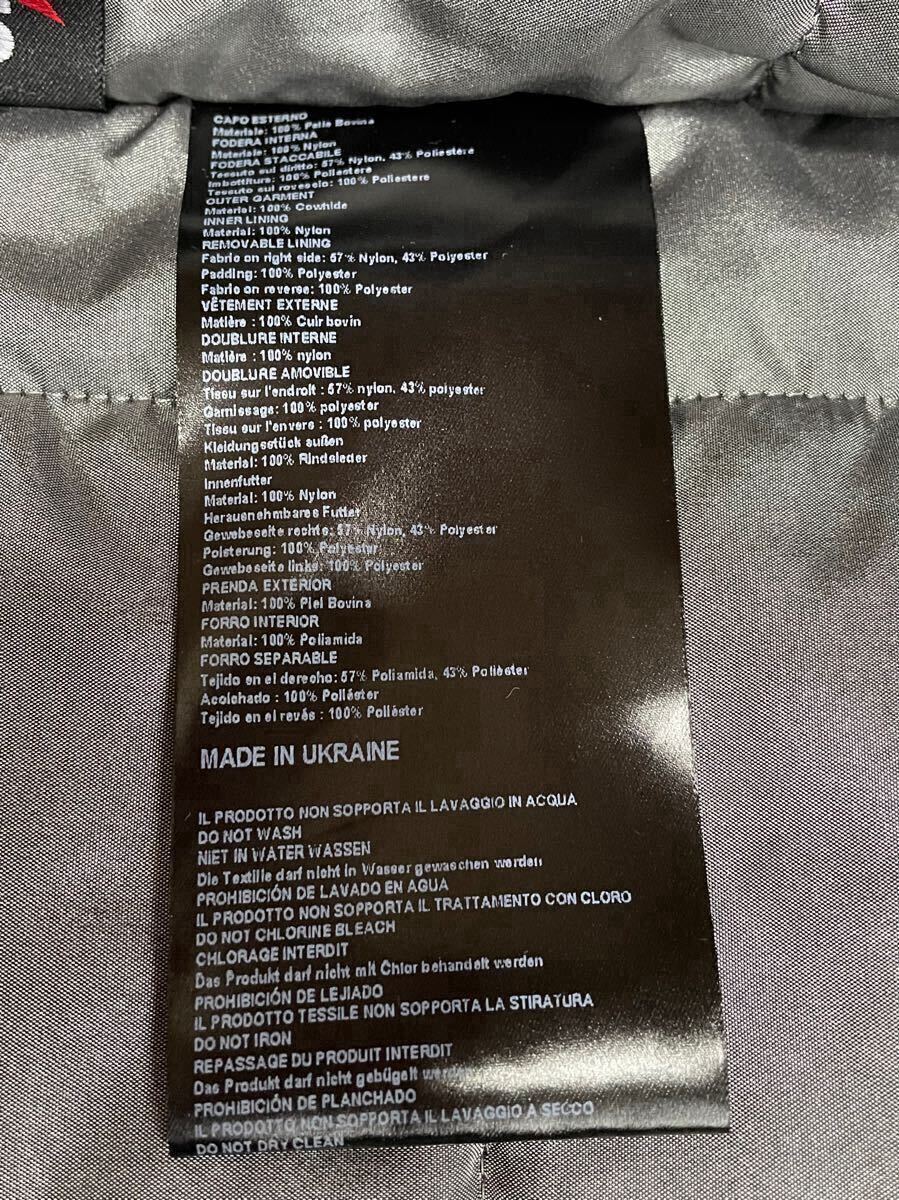 CAPO ESTERNO
Materiale: 100% Pelle Bovina
FODERA INTERNA
Materiale: 100% Nylon
FODERA STACCABILE
Tessuto sul diritto: 57% Nylon, 43% Poliestere
Imbottiture: 100% Poliestere
Tessuto sul rovescio: 100% Poliestere
OUTER GARMENT
Material: 100% Cowhide
INNER LINING
Material: 100% Nylon
REMOVABLE LINING
Fabric on right side: 57% Nylon, 43% Polyester
Padding: 100% Polyester
Fabric on reverse: 100% Polyester
VÊTEMENT EXTERNE
Matière : 100% Cuir bovin
DOUBLURE INTERNE
Matière : 100% nylon
DOUBLURE AMOVIBLE
Tissu sur l'endroit : 57% nylon, 43% polyester
Garnissage: 100% polyester
Tissu sur l'envers : 100% polyester
Kleidungsstück außen
Material: 100% Rindsleder
Innenfutter
Material: 100% Nylon
Herausnehmbares Futter
Gewebeseite rechts: 57% Nylon, 43% Polyester
Polsterung: 100% Polyester
Gewebeseite links: 100% Polyester
PRENDA EXTERIOR
Material: 100% Piel Bovina
FORRO INTERIOR
Material: 100% Poliamida
FORRO SEPARABLE
Tejido en el derecho: 57% Poliamida, 43% Poliéster
Acolchado : 100% Poliéster
Tejido en el revés : 100% Poliéster
MADE IN UKRAINE
IL PRODOTTO NON SOPPORTA IL LAVAGGIO IN ACQUA
DO NOT WASH
NIET IN WATER WASSEN
Die Textille darf nicht in Wasser gewaschen werden
PROHIBICIÓN DE LAVADO EN AGUA
IL PRODOTTO NON SOPPORTA IL TRATTAMENTO CON CLORO
DO NOT CHLORINE BLEACH
CHLORAGE INTERDIT
Das Produkt darf nicht mit Chlor behandelt werden
PROHIBICIÓN DE LEJIADO
IL PRODOTTO TESSILE NON SOPPORTA LA STIRATURA
DO NOT IRON
REPASSAGE DU PRODUIT INTERDIT
Das Produkt darf nicht gebügelt werden
PROHIBICIÓN DE PLANCHADO
IL PRODOTTO NON SOPPORTA IL LAVAGGIO A SECCO
DO NOT DRY CLEAN